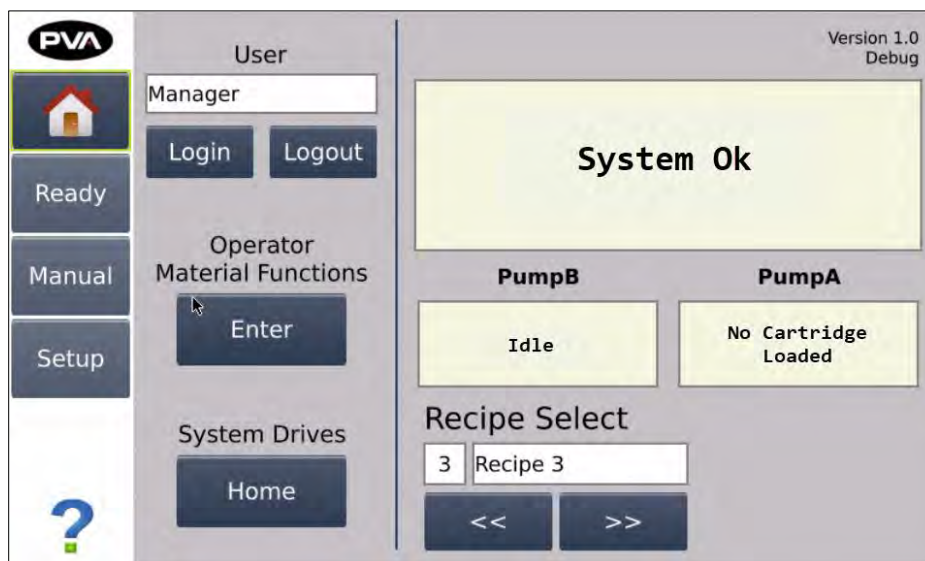 PVA
Ready
Manual
Setup
?
User
Manager
Login Logout
Operator
Material Functions
Enter
System Drives
Home
Version 1.0
Debug
System Ok
PumpB PumpA
Idle
No Cartridge
Loaded
Recipe Select
3 Recipe 3
<< >>